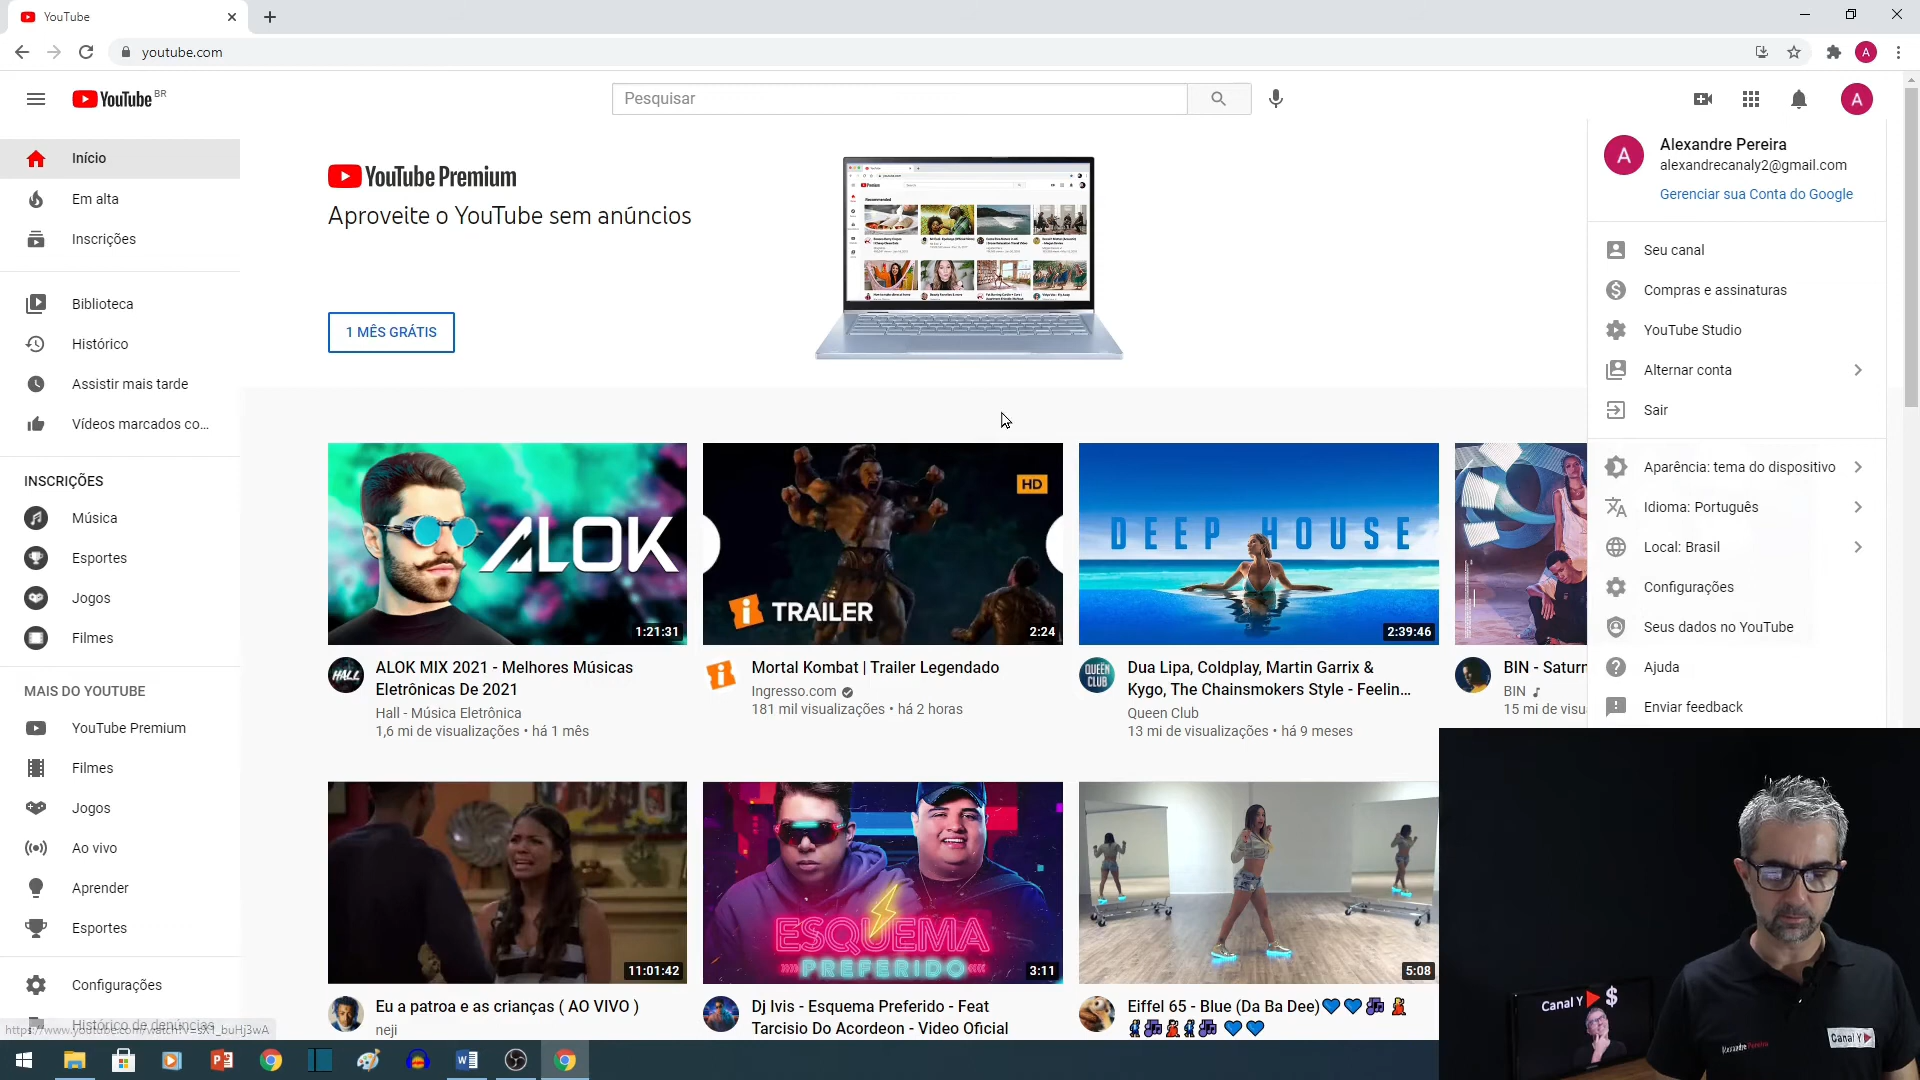 YouTube
youtube.com
A
YouTube BR
Pesquisar
A
Início
Em alta
Inscrições
Biblioteca
Histórico
Assistir mais tarde
Vídeos marcados co...
INSCRIÇÕES
Música
Esportes
Jogos
Filmes
MAIS DO YOUTUBE
YouTube Premium
Filmes
Jogos
Ao vivo
Aprender
Esportes
Configurações
Histórico de denúncias
YouTube Premium
Aproveite o YouTube sem anúncios
1 MÊS GRÁTIS
A
Alexandre Pereira
alexandrecanaly2@gmail.com
Gerenciar sua Conta do Google
Seu canal
Compras e assinaturas
YouTube Studio
Alternar conta
Sair
Aparência: tema do dispositivo
Idioma: Português
Local: Brasil
Configurações
Seus dados no YouTube
Ajuda
Enviar feedback
ALOK
1:21:31
HALL
ALOK MIX 2021 - Melhores Músicas
Eletrônicas De 2021
Hall - Música Eletrônica
1,6 mi de visualizações • há 1 mês
HD
TRAILER
2:24
Mortal Kombat | Trailer Legendado
Ingresso.com
181 mil visualizações • há 2 horas
DEEP HOUSE
2:39:46
QUEEN
CLUB
Dua Lipa, Coldplay, Martin Garrix &
Kygo, The Chainsmokers Style - Feelin...
Queen Club
13 mi de visualizações • há 9 meses
BIN - Saturn
BIN
15 mi de visu
11:01:42
Eu a patroa e as crianças ( AO VIVO )
neji
ESQUEMA
PREFERIDO
3:11
Dj Ivis - Esquema Preferido - Feat
Tarcisio Do Acordeon - Video Oficial
5:08
Eiffel 65 - Blue (Da Ba Dee)💙💙
Canal Y $
Alexandre Pereira
Canal Y